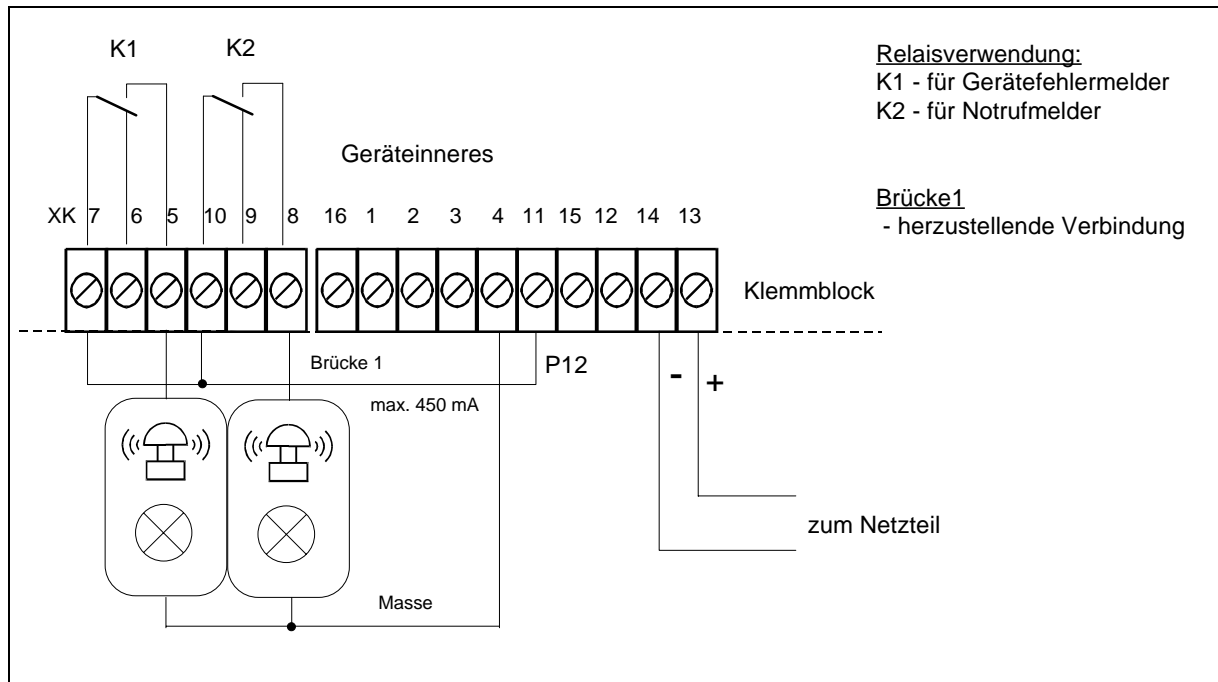 K1 K2
Relaisverwendung:
K1 - für Gerätefehlermelder
K2 - für Notrufmelder
Geräteinneres
Brücke1
- herzustellende Verbindung
XK 7 6 5 10 9 8 16 1 2 3 4 11 15 12 14 13
Klemmblock
Brücke 1
P12
- +
max. 450 mA
zum Netzteil
Masse